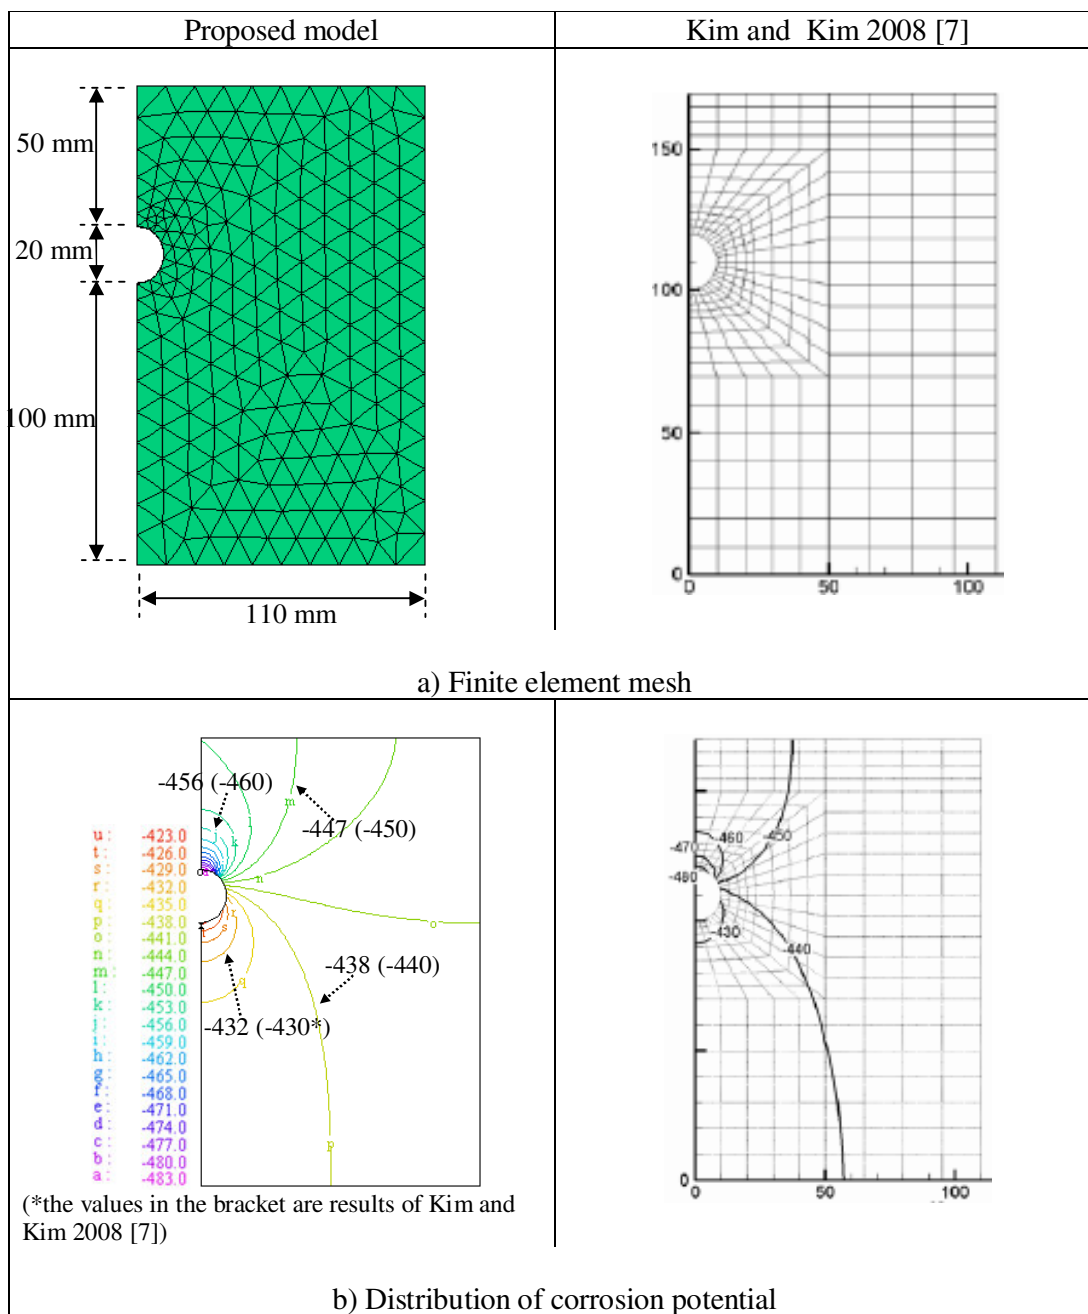 Proposed model
Kim and Kim 2008 [7]
50 mm
20 mm
100 mm
110 mm
150
100
50
0
0
50
100
a) Finite element mesh
-456 (-460)
-447 (-450)
-438 (-440)
-432 (-430*)
u: -423.0
t: -426.0
s: -429.0
r: -432.0
q: -435.0
p: -438.0
o: -441.0
n: -444.0
m: -447.0
l: -450.0
k: -453.0
j: -456.0
i: -459.0
h: -462.0
g: -465.0
f: -468.0
e: -471.0
d: -474.0
c: -477.0
b: -480.0
a: -483.0
l
m
j
k
n
o
r
s
q
p
(*the values in the bracket are results of Kim and
Kim 2008 [7])
-470
-460
-450
-480
-430
-440
0
0
50
100
b) Distribution of corrosion potential